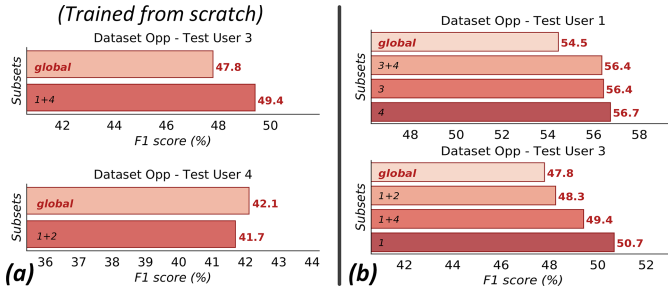 (Trained from scratch)
Dataset Opp - Test User 3
Subsets
global 47.8
1+4 49.4
42 44 46 48 50
F1 score (%)
Dataset Opp - Test User 4
Subsets
global 42.1
1+2 41.7
36 37 38 39 40 41 42 43 44
F1 score (%)
(a)
Dataset Opp - Test User 1
Subsets
global 54.5
3+4 56.4
3 56.4
4 56.7
48 50 52 54 56 58
Dataset Opp - Test User 3
Subsets
global 47.8
1+2 48.3
1+4 49.4
1 50.7
42 44 46 48 50 52
F1 score (%)
(b)